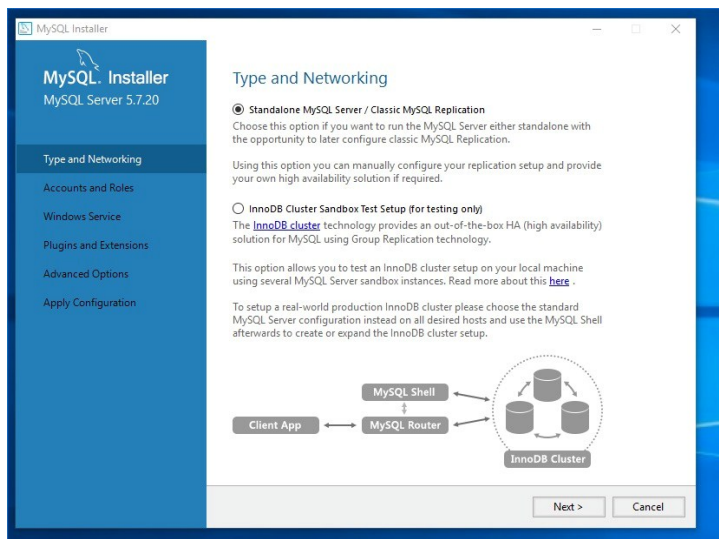 MySQL Installer
MySQL. Installer
MySQL Server 5.7.20
Type and Networking
Accounts and Roles
Windows Service
Plugins and Extensions
Advanced Options
Apply Configuration
Type and Networking
Standalone MySQL Server / Classic MySQL Replication
Choose this option if you want to run the MySQL Server either standalone with
the opportunity to later configure classic MySQL Replication.
Using this option you can manually configure your replication setup and provide
your own high availability solution if required.
InnoDB Cluster Sandbox Test Setup (for testing only)
The InnoDB cluster technology provides an out-of-the-box HA (high availability)
solution for MySQL using Group Replication technology.
This option allows you to test an InnoDB cluster setup on your local machine
using several MySQL Server sandbox instances. Read more about this here .
To setup a real-world production InnoDB cluster please choose the standard
MySQL Server configuration instead on all desired hosts and use the MySQL Shell
afterwards to create or expand the InnoDB cluster setup.
MySQL Shell
Client App
MySQL Router
InnoDB Cluster
Next >
Cancel